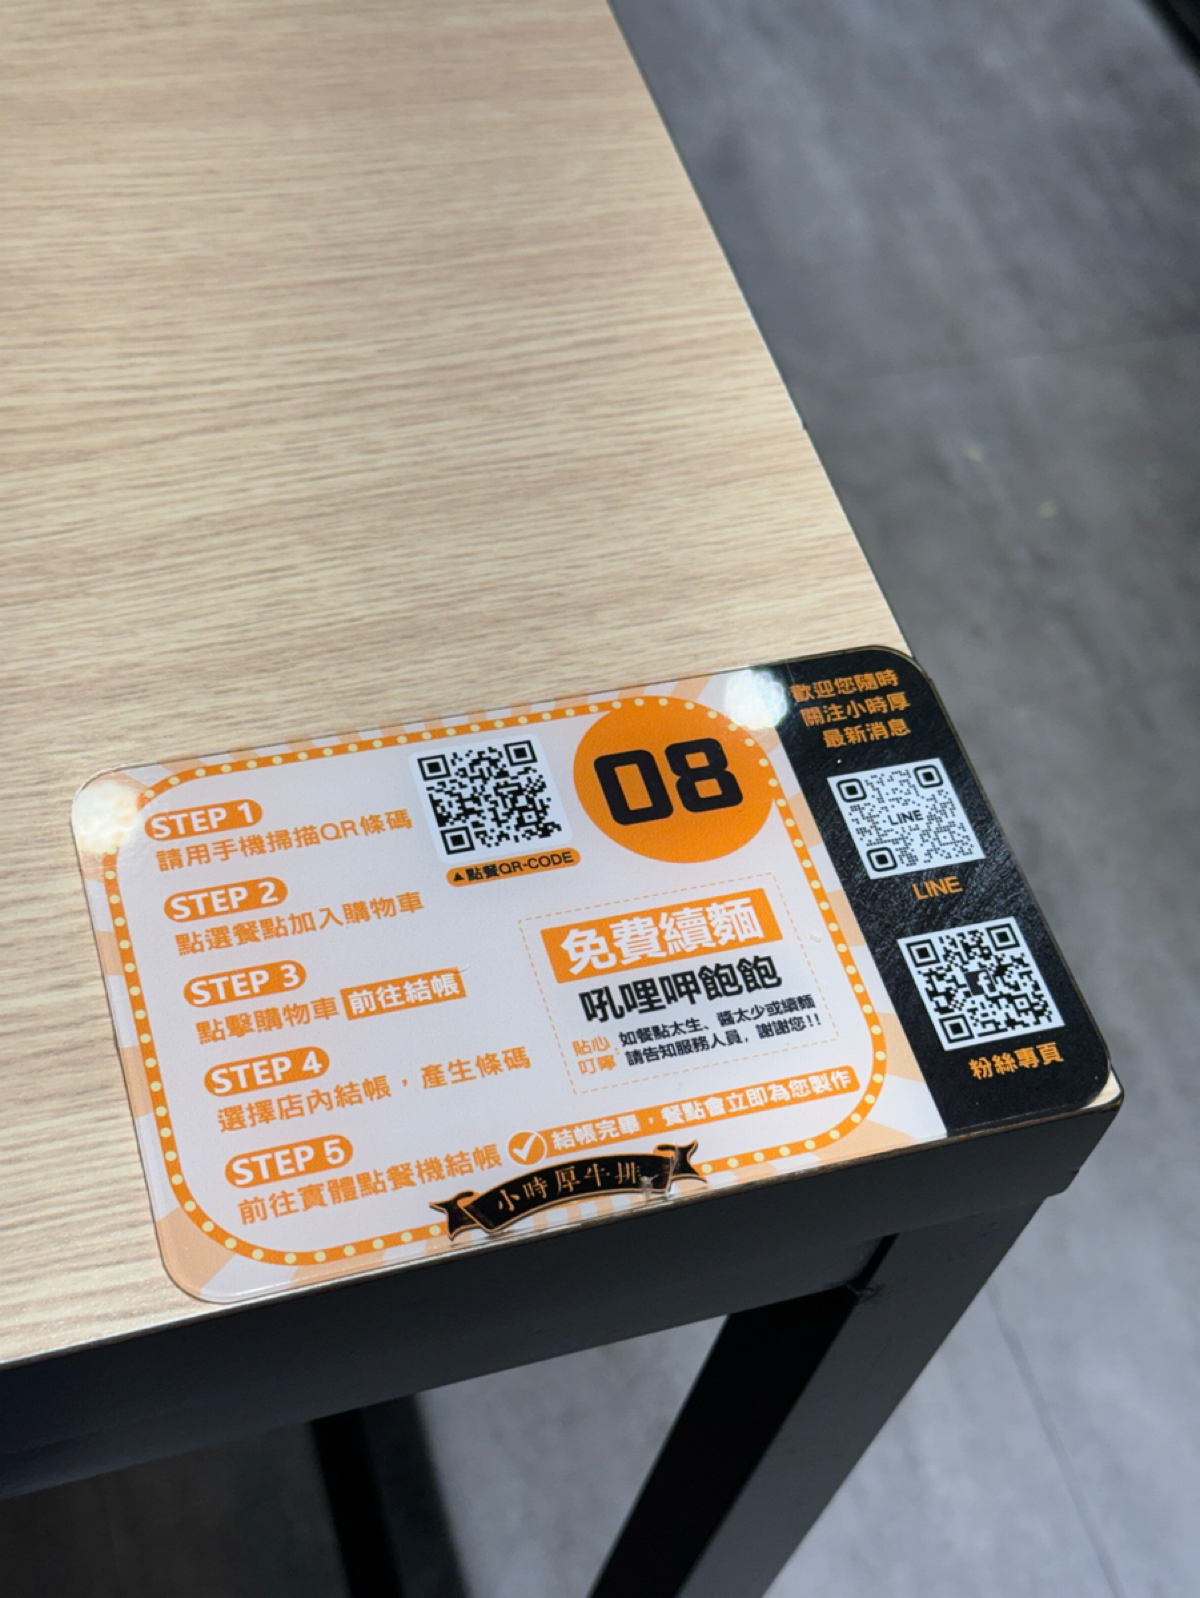 STEP 1
請用手機掃描QR條碼
▲點餐QR-CODE
08
STEP 2
點選餐點加入購物車
STEP 3
點擊購物車 前往結帳
STEP 4
選擇店內結帳，產生條碼
STEP 5
前往實體點餐機結帳
結帳完畢，餐點會立即為您製作
免費續麵
吼哩呷飽飽
貼心
叮嚀
如餐點太生、醬太少或續麵
請告知服務人員，謝謝您!!
小時厚牛排
歡迎您隨時
關注小時厚
最新消息
LINE
LINE
粉絲專頁